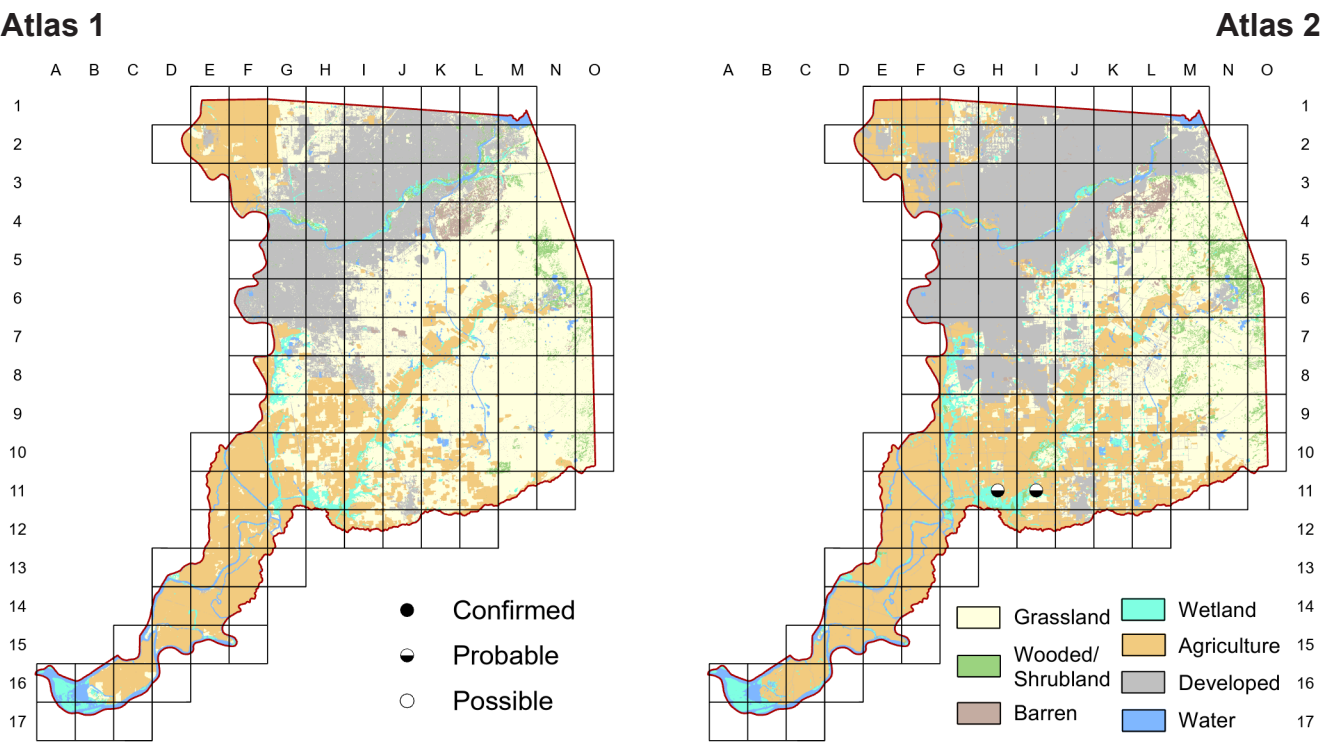 Atlas 1
Atlas 2
A B C D E F G H I J K L M N O
A B C D E F G H I J K L M N O
1
2
3
4
5
6
7
8
9
10
11
12
13
14
15
16
17
1
2
3
4
5
6
7
8
9
10
11
12
13
14
15
16
17
Confirmed
Probable
Possible
Grassland
Wooded/
Shrubland
Barren
Wetland
Agriculture
Developed
Water